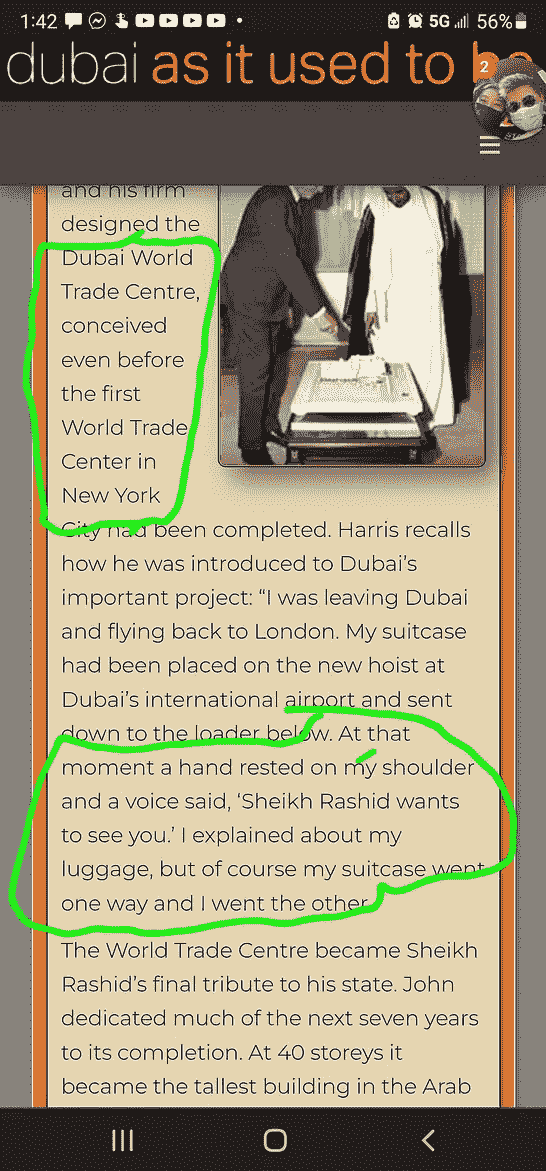 1:42 5G 56%
dubai as it used to be
2
and his firm
designed the
Dubai World
Trade Centre,
conceived
even before
the first
World Trade
Center in
New York
City had been completed. Harris recalls
how he was introduced to Dubai's
important project: “I was leaving Dubai
and flying back to London. My suitcase
had been placed on the new hoist at
Dubai's international airport and sent
down to the loader below. At that
moment a hand rested on my shoulder
and a voice said, ‘Sheikh Rashid wants
to see you.’ I explained about my
luggage, but of course my suitcase went
one way and I went the other
The World Trade Centre became Sheikh
Rashid's final tribute to his state. John
dedicated much of the next seven years
to its completion. At 40 storeys it
became the tallest building in the Arab